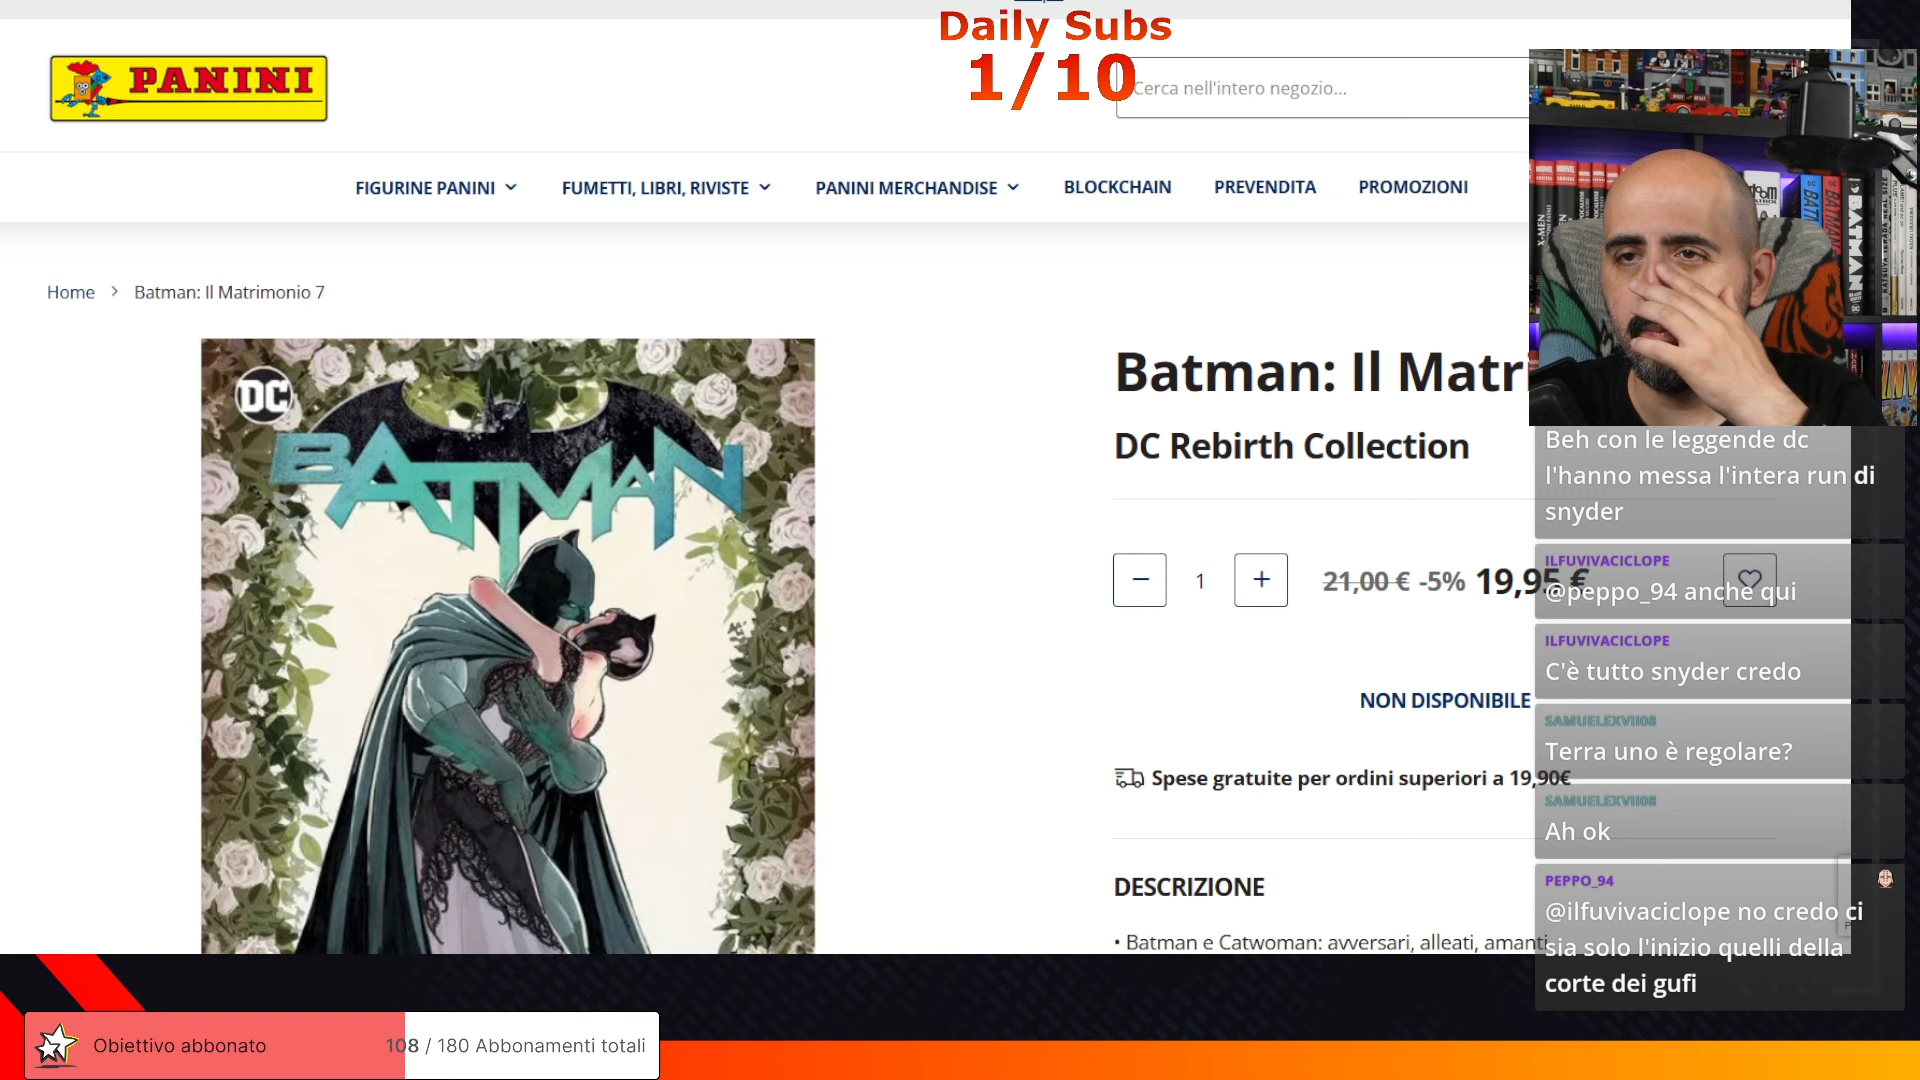 Daily Subs
1/10
PANINI
Cerca nell'intero negozio...
FIGURINE PANINI
FUMETTI, LIBRI, RIVISTE
PANINI MERCHANDISE
BLOCKCHAIN
PREVENDITA
PROMOZIONI
Home > Batman: Il Matrimonio 7
DC
BATMAN
Batman: Il Matr
DC Rebirth Collection
1
21,00 € -5% 19,95 €
NON DISPONIBILE
Spese gratuite per ordini superiori a 19,90€
DESCRIZIONE
• Batman e Catwoman: avversari, alleati, amanti
X-MEN
BATMAN
Beh con le leggende dc
l'hanno messa l'intera run di
snyder
ILFUVIVACICLOPE
@peppo_94 anche qui
ILFUVIVACICLOPE
C'è tutto snyder credo
SAMUELEXVII08
Terra uno è regolare?
SAMUELEXVII08
Ah ok
PEPPO_94
@ilfuvivaciclope no credo ci
sia solo l'inizio quelli della
corte dei gufi
Obiettivo abbonato
108 / 180 Abbonamenti totali